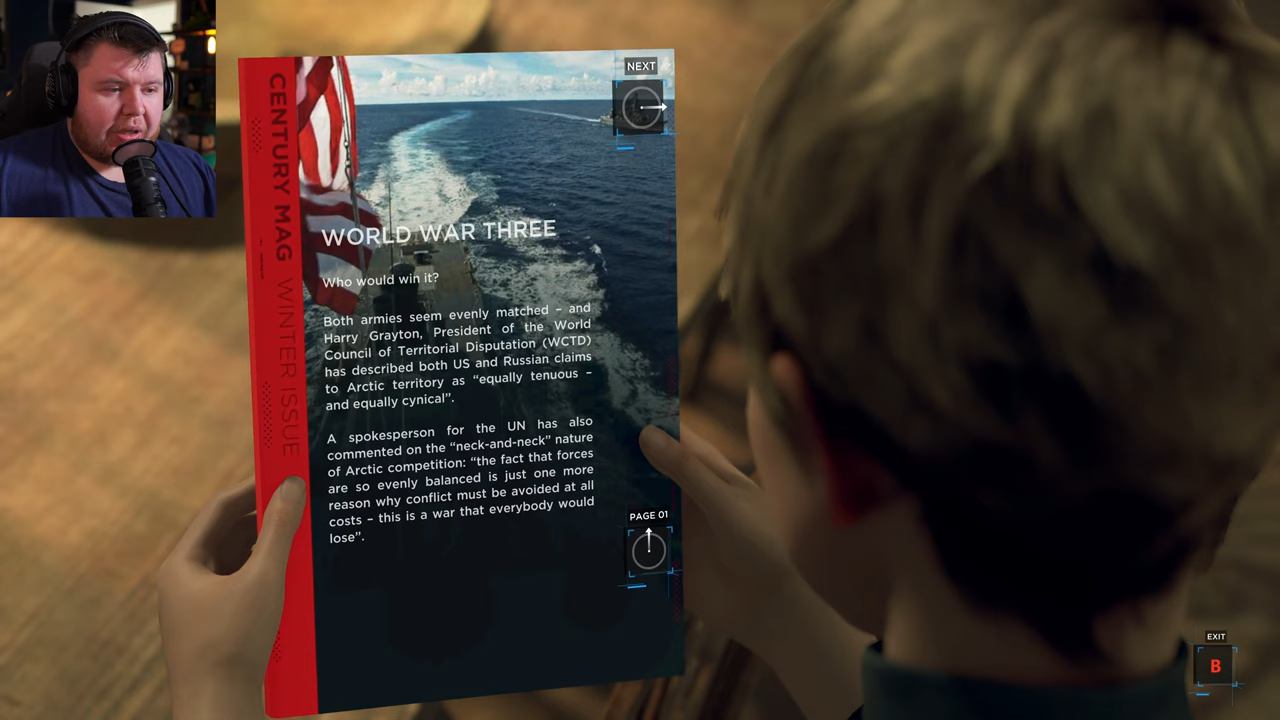 NEXT
CENTURY MAG WINTER ISSUE
WORLD WAR THREE
Who would win it?
Both armies seem evenly matched – and
Harry Grayton, President of the World
Council of Territorial Disputation (WCTD)
has described both US and Russian claims
to Arctic territory as “equally tenuous –
and equally cynical”.
A spokesperson for the UN has also
commented on the “neck-and-neck” nature
of Arctic competition: “the fact that forces
are so evenly balanced is just one more
reason why conflict must be avoided at all
costs – this is a war that everybody would
lose”.
PAGE 01
EXIT
B